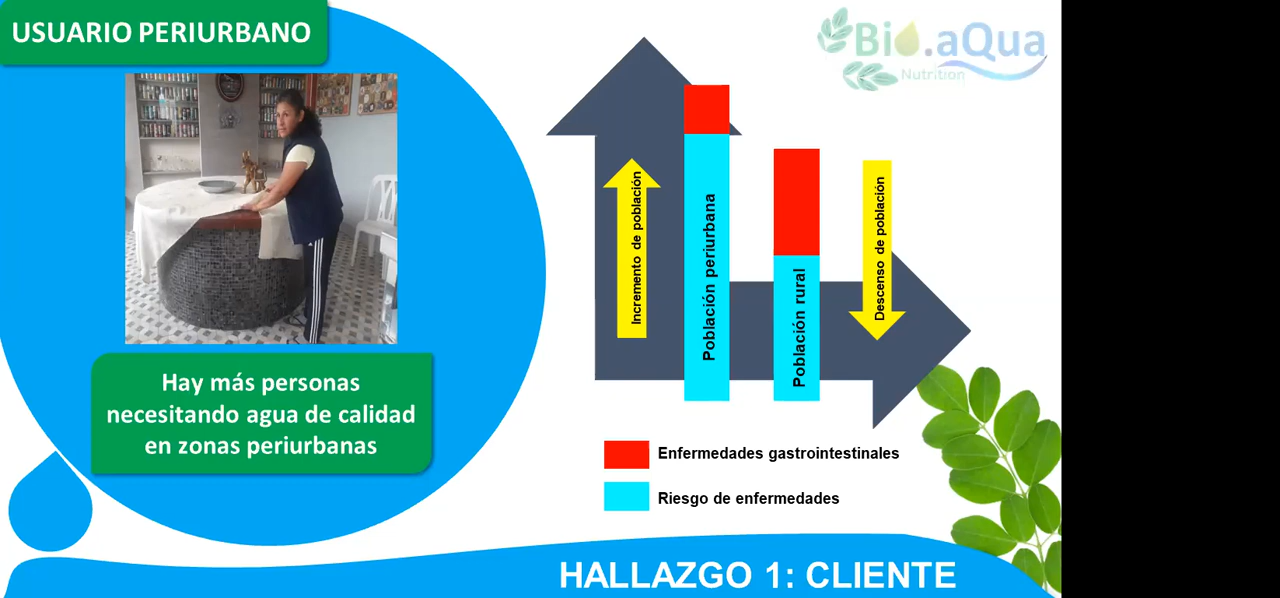 USUARIO PERIURBANO
Bio.aQua
Nutrition
Incremento de población
Población periurbana
Población rural
Descenso de población
Hay más personas
necesitando agua de calidad
en zonas periurbanas
Enfermedades gastrointestinales
Riesgo de enfermedades
HALLAZGO 1: CLIENTE